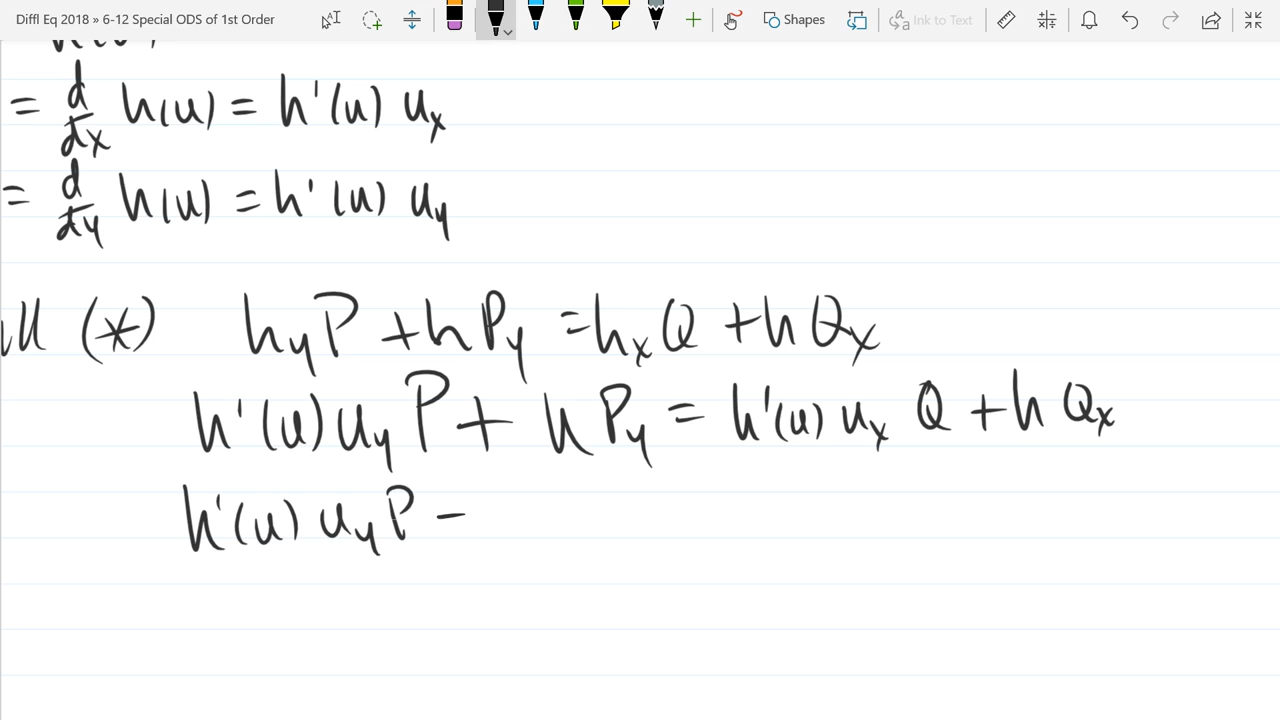 Diffl Eq 2018 » 6-12 Special ODS of 1st Order
Shapes
Ink to Text
= d/dx h(u) = h'(u) u_x
= d/dy h(u) = h'(u) u_y
ll (*) h_y P + h P_y = h_x Q + h Q_x
h'(u) u_y P + h P_y = h'(u) u_x Q + h Q_x
h'(u) u_y P -